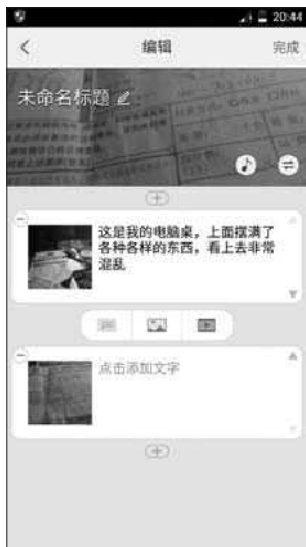 20:44
编辑
完成
未命名标题
这是我的电脑桌，上面摆满了
各种各样的东西，看上去非常
混乱
点击添加文字